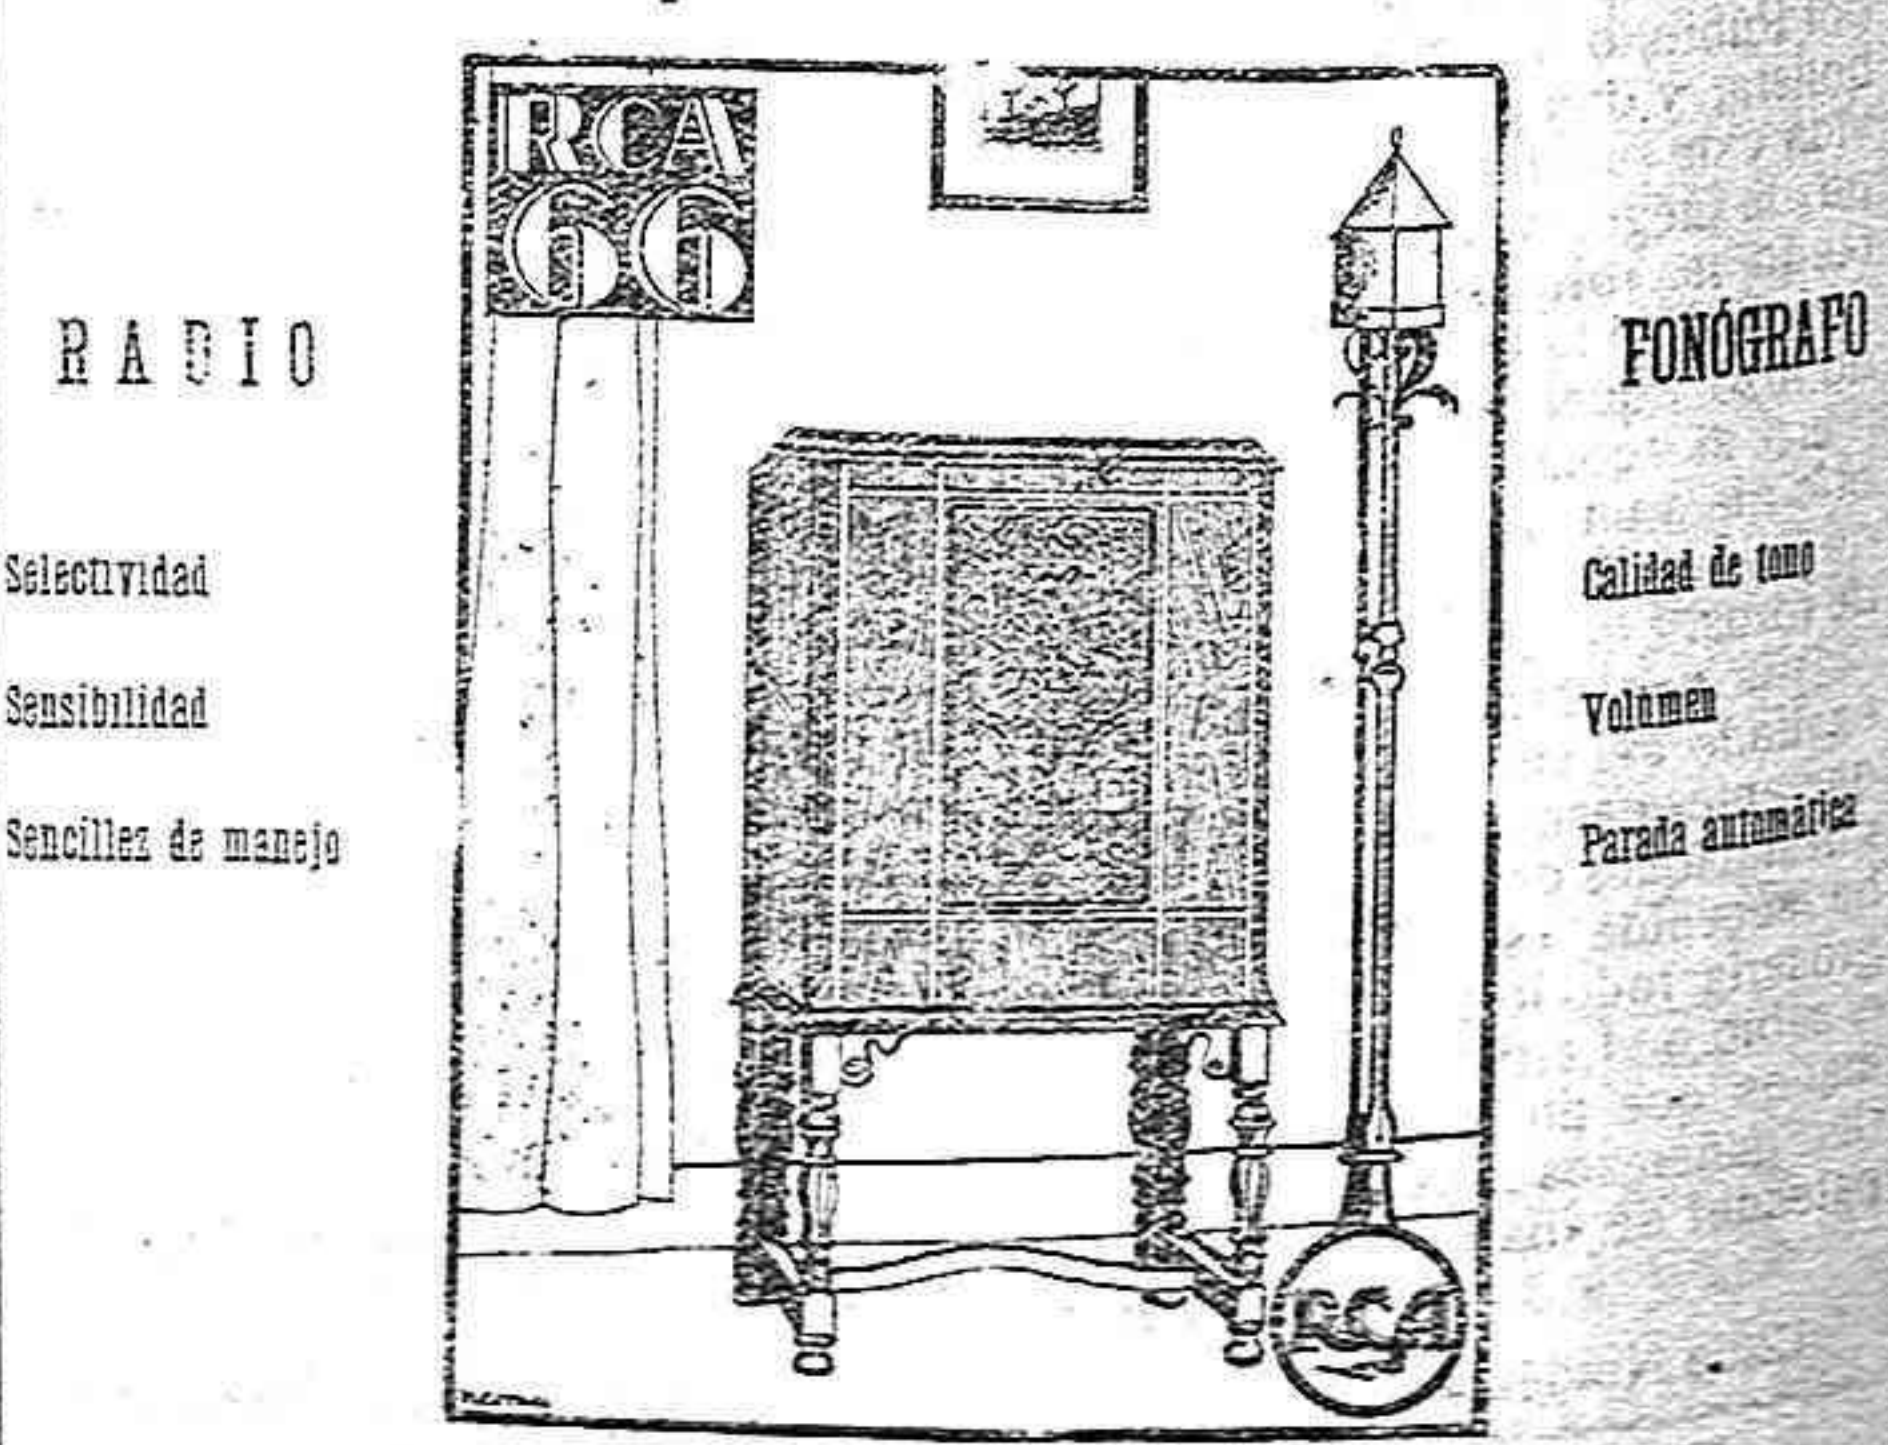 RCA
66
RADIO
Selectividad
Sensibilidad
Sencillez de manejo
FONÓGRAFO
Calidad de tono
Volumen
Parada automática
RCA